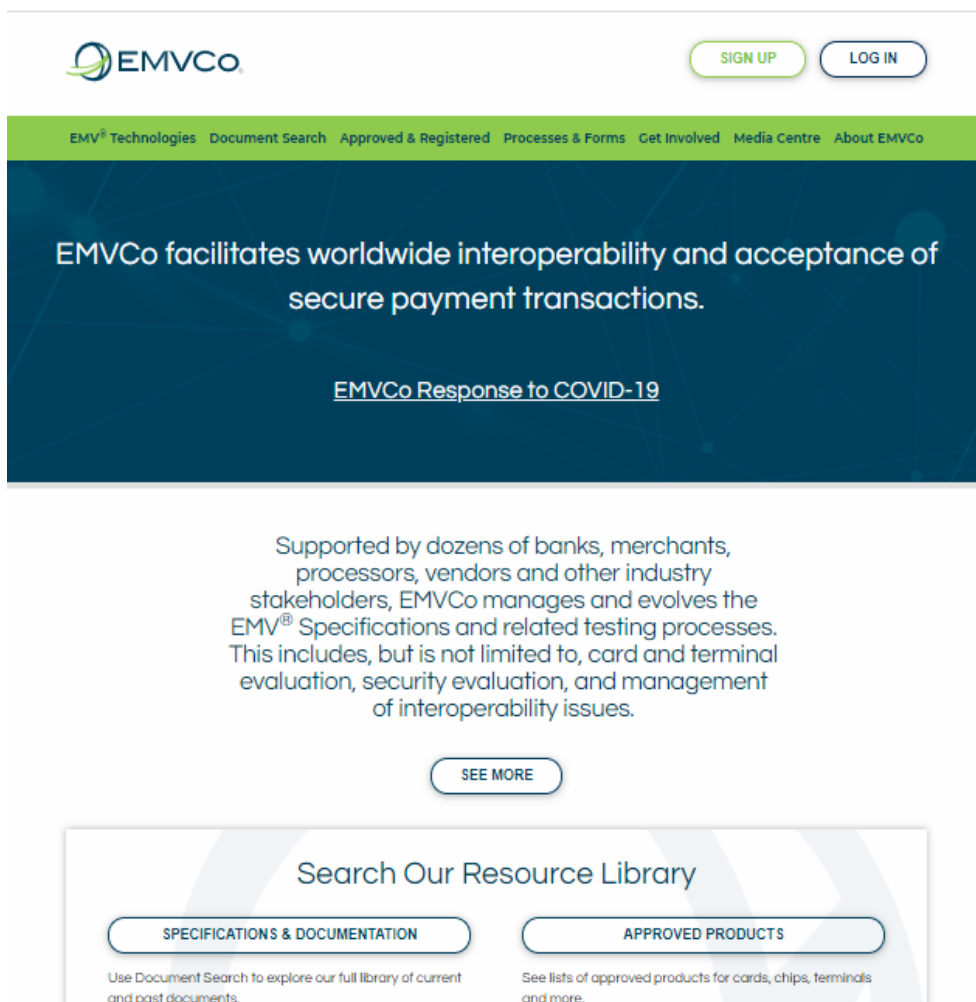 EMVCo
SIGN UP
LOG IN
EMV® Technologies Document Search Approved & Registered Processes & Forms Get Involved Media Centre About EMVCo
EMVCo facilitates worldwide interoperability and acceptance of
secure payment transactions.
EMVCo Response to COVID-19
Supported by dozens of banks, merchants,
processors, vendors and other industry
stakeholders, EMVCo manages and evolves the
EMV® Specifications and related testing processes.
This includes, but is not limited to, card and terminal
evaluation, security evaluation, and management
of interoperability issues.
SEE MORE
Search Our Resource Library
SPECIFICATIONS & DOCUMENTATION
Use Document Search to explore our full library of current
and past documents.
APPROVED PRODUCTS
See lists of approved products for cards, chips, terminals
and more.